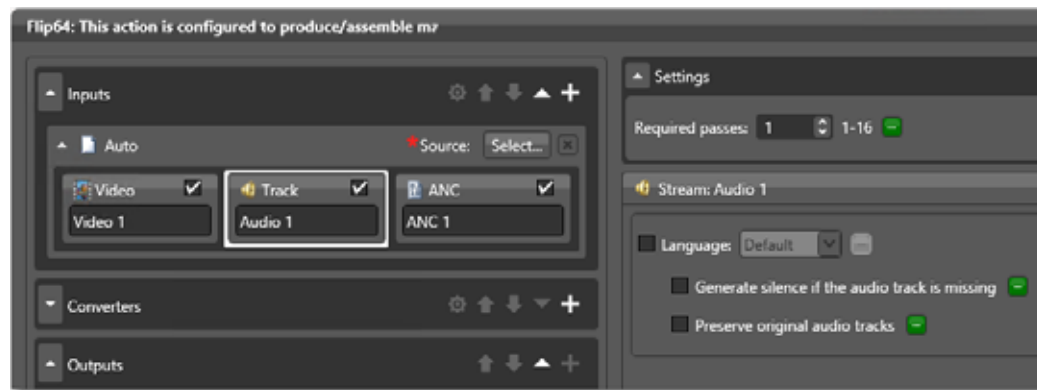 Flip64: This action is configured to produce/assemble
Inputs
Auto
*Source: Select...
Video
Track
ANC
Video 1
Audio 1
ANC 1
Converters
Outputs
Settings
Required passes: 1 1-16
Stream: Audio 1
Language: Default
Generate silence if the audio track is missing
Preserve original audio tracks